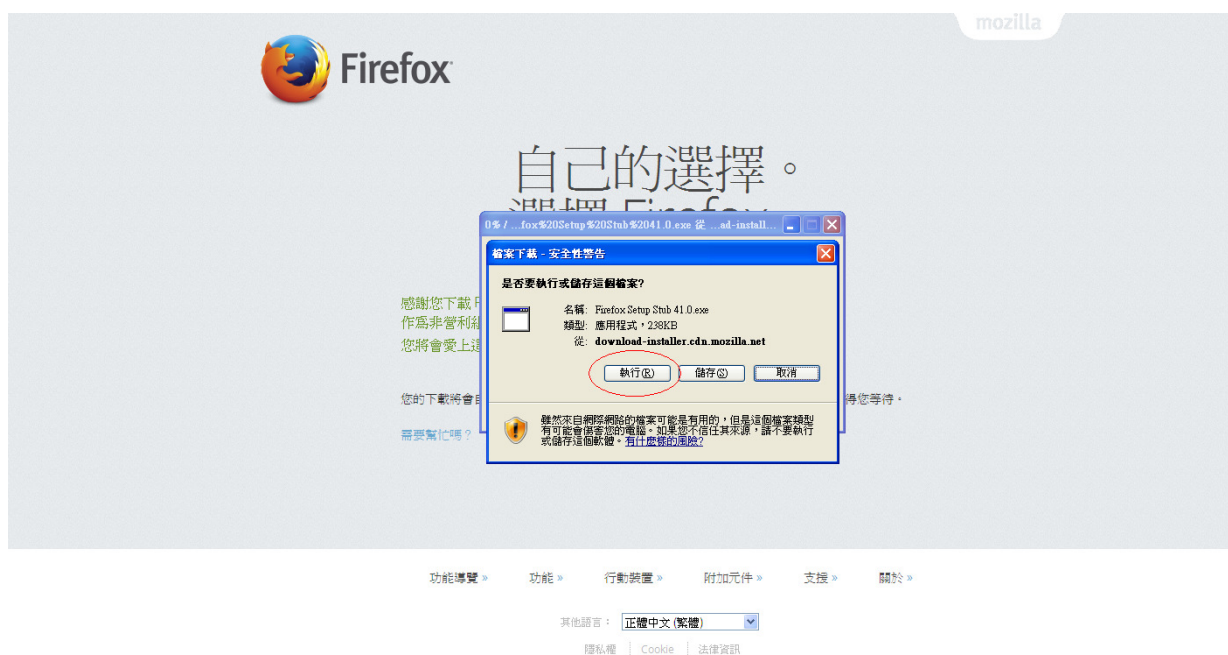 mozilla
Firefox
自己的選擇。
選擇 Firefox
0% / ...fox%20Setup%20Stub%2041.0.exe 從 ...ad-install...
檔案下載 - 安全性警告
是否要執行或儲存這個檔案?
名稱: Firefox Setup Stub 41.0.exe
類型: 應用程式，238KB
從: download-installer.cdn.mozilla.net
執行(R) 儲存(S) 取消
雖然來自網際網路的檔案可能是有用的，但是這個檔案類型
有可能會傷害您的電腦。如果您不信任其來源，請不要執行
或儲存這個軟體。有什麼樣的風險?
感謝您下載 F
作為非營利組
您將會愛上這
您的下載將會自 得您等待。
需要幫忙嗎？
功能導覽 » 功能 » 行動裝置 » 附加元件 » 支援 » 關於 »
其他語言： 正體中文 (繁體)
隱私權 Cookie 法律資訊